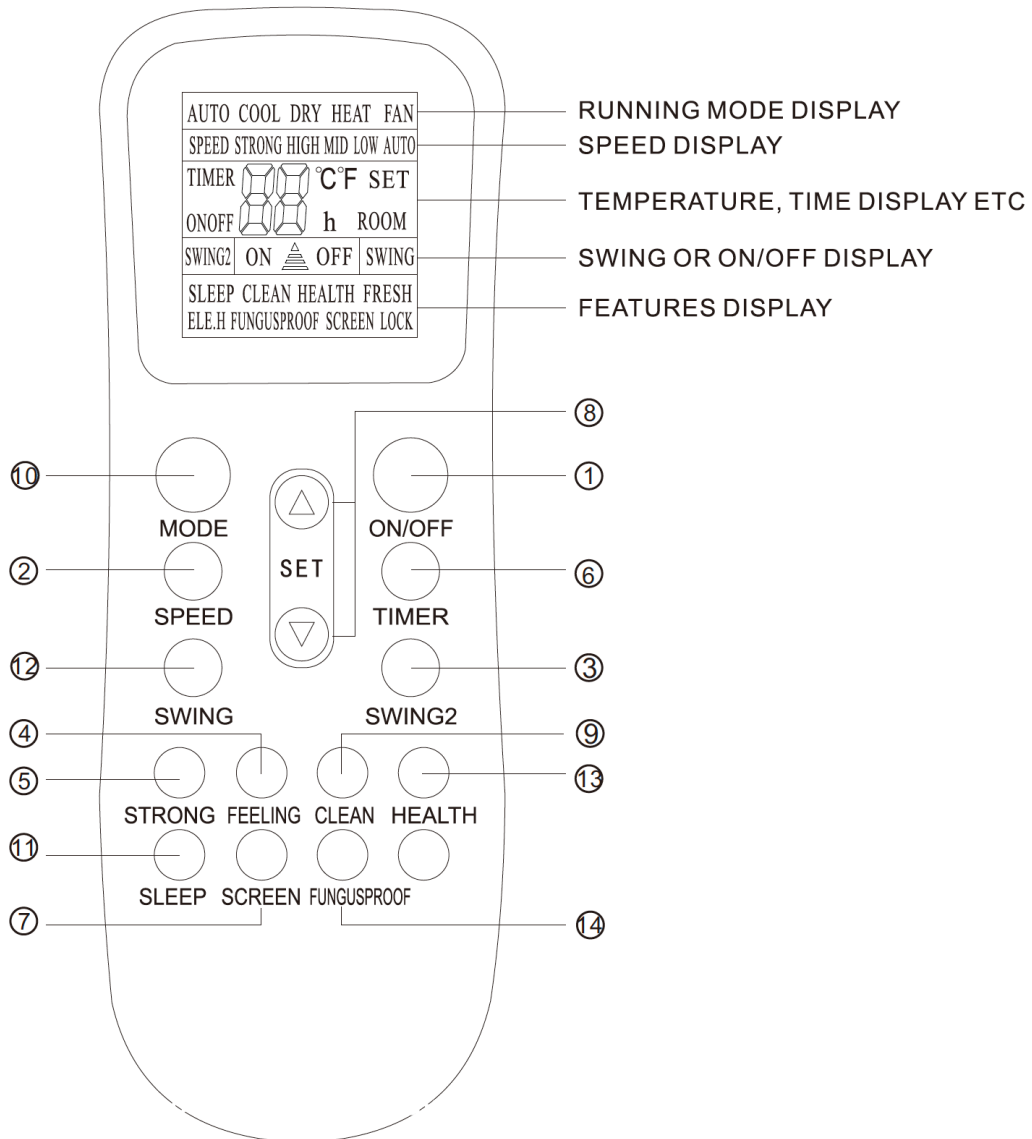 AUTO COOL DRY HEAT FAN
RUNNING MODE DISPLAY
SPEED STRONG HIGH MID LOW AUTO
SPEED DISPLAY
TIMER 88 °C°F SET
ONOFF h ROOM
TEMPERATURE, TIME DISPLAY ETC
SWING2 ON OFF SWING
SWING OR ON/OFF DISPLAY
SLEEP CLEAN HEALTH FRESH
ELE.H FUNGUSPROOF SCREEN LOCK
FEATURES DISPLAY
⑧
⑩
①
MODE
ON/OFF
②
SET
⑥
SPEED
TIMER
⑫
③
SWING
SWING2
④
⑨
⑤
⑬
STRONG FEELING CLEAN HEALTH
⑪
SLEEP SCREEN FUNGUSPROOF
⑦
⑭